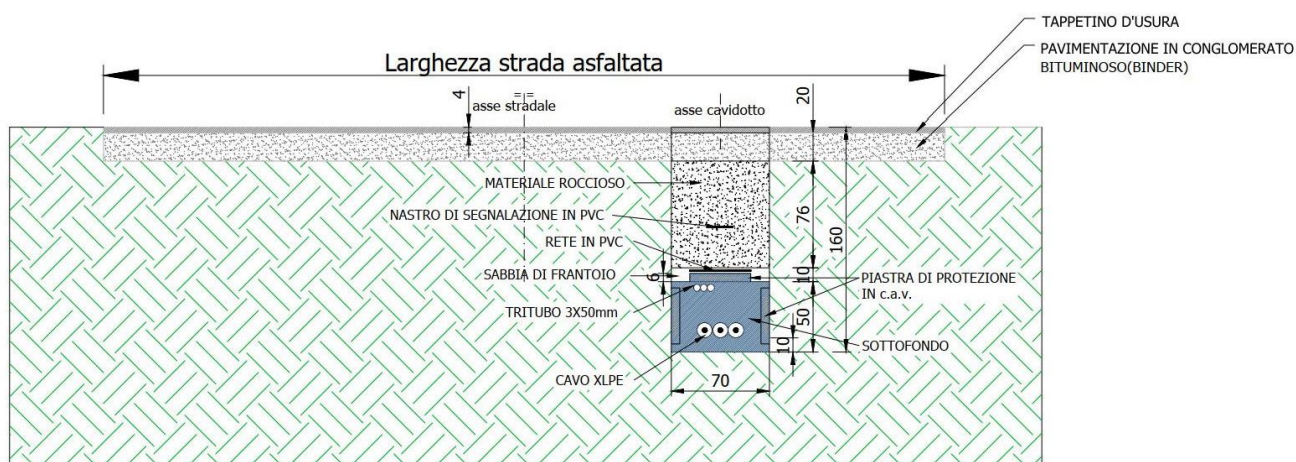 TAPPETINO D'USURA
PAVIMENTAZIONE IN CONGLOMERATO
BITUMINOSO(BINDER)
Larghezza strada asfaltata
4
asse stradale
asse cavidotto
20
MATERIALE ROCCIOSO
NASTRO DI SEGNALAZIONE IN PVC
76
160
RETE IN PVC
SABBIA DI FRANTOIO
6
10
PIASTRA DI PROTEZIONE
IN c.a.v.
TRITUBO 3X50mm
50
SOTTOFONDO
10
CAVO XLPE
70